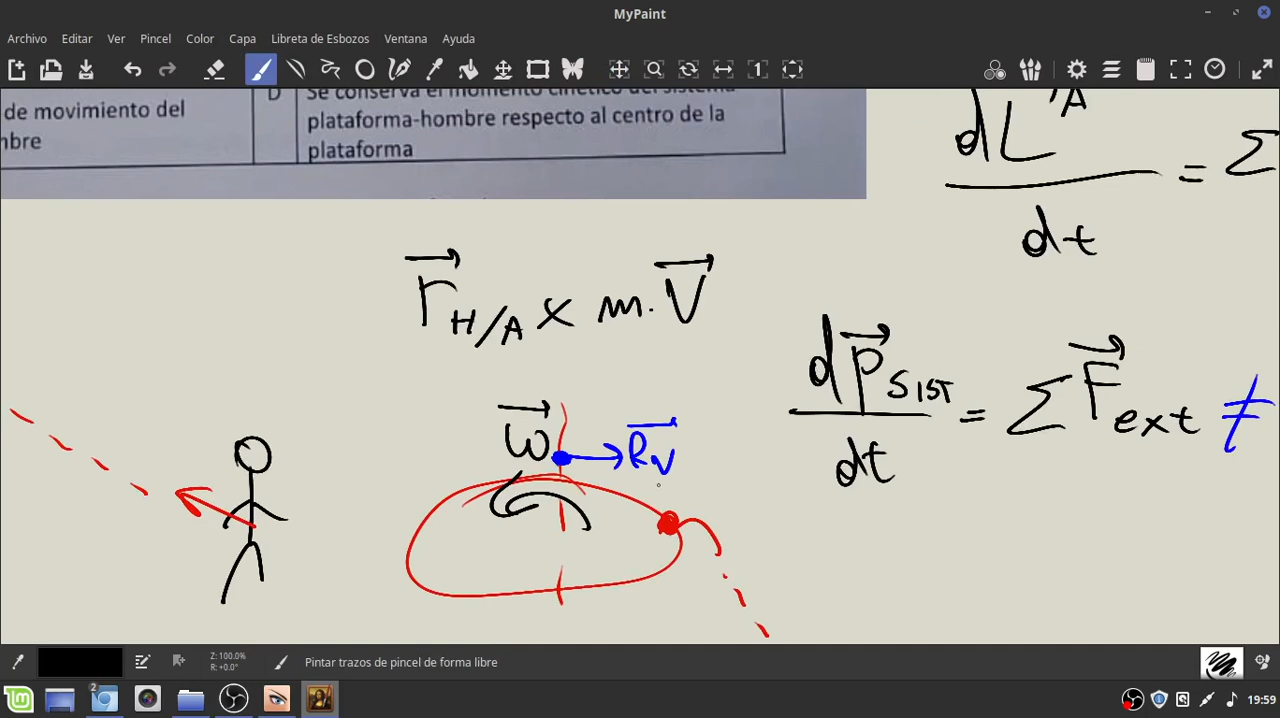 MyPaint
Archivo Editar Ver Pincel Color Capa Libreta de Esbozos Ventana Ayuda
de movimiento del
mbre
D
Se conserva el momento cinético del sistema
plataforma-hombre respecto al centro de la
plataforma
dL A
dt
= Σ
r H/A x m. V
dp SIST
dt
= Σ F ext ≠
ω
RV
Z: 100.0%
R: +0.0°
Pintar trazos de pincel de forma libre
2
19:59